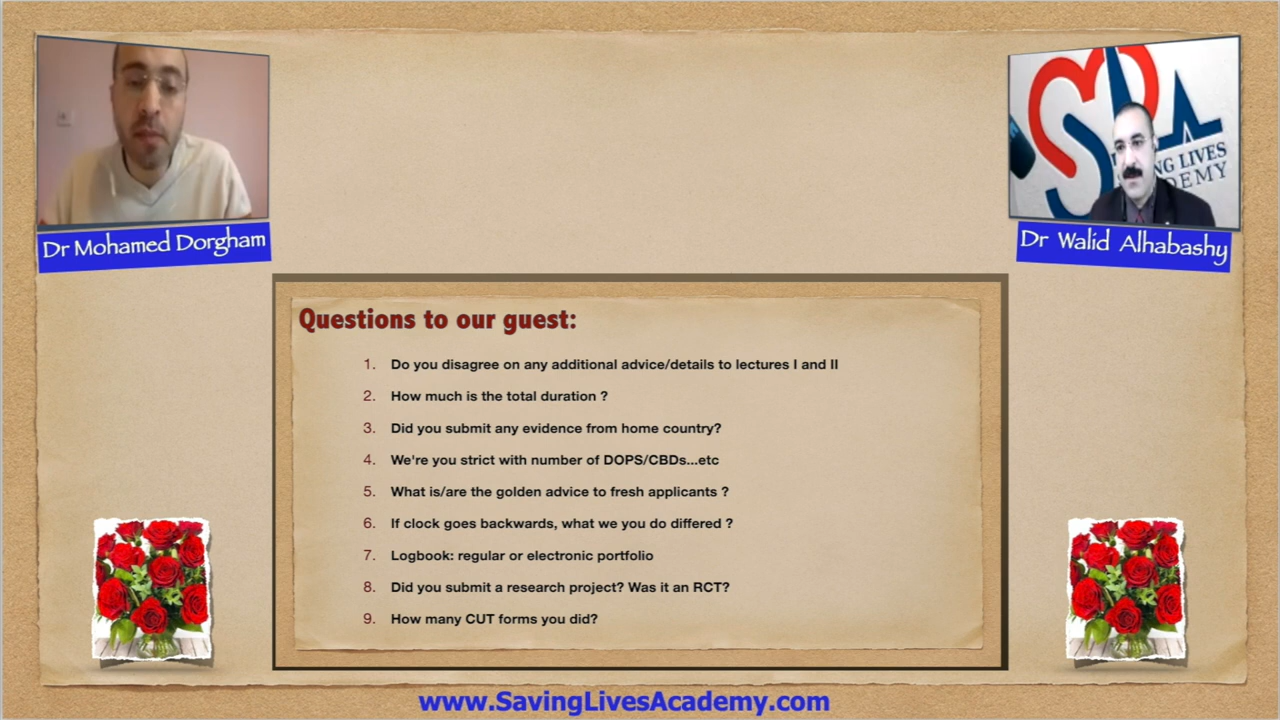 Dr Mohamed Dorgham
NG LIVES
DEMY
Dr Walid Alhabashy
Questions to our guest:
1. Do you disagree on any additional advice/details to lectures I and II
2. How much is the total duration ?
3. Did you submit any evidence from home country?
4. We're you strict with number of DOPS/CBDs...etc
5. What is/are the golden advice to fresh applicants ?
6. If clock goes backwards, what we you do differed ?
7. Logbook: regular or electronic portfolio
8. Did you submit a research project? Was it an RCT?
9. How many CUT forms you did?
www.SavingLivesAcademy.com